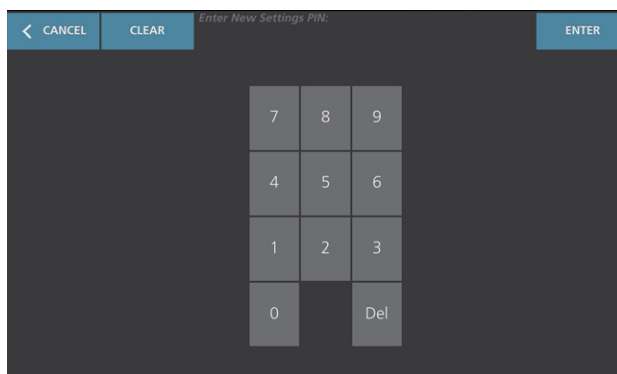 Enter New Settings PIN:
CANCEL CLEAR ENTER
7 8 9
4 5 6
1 2 3
0 Del